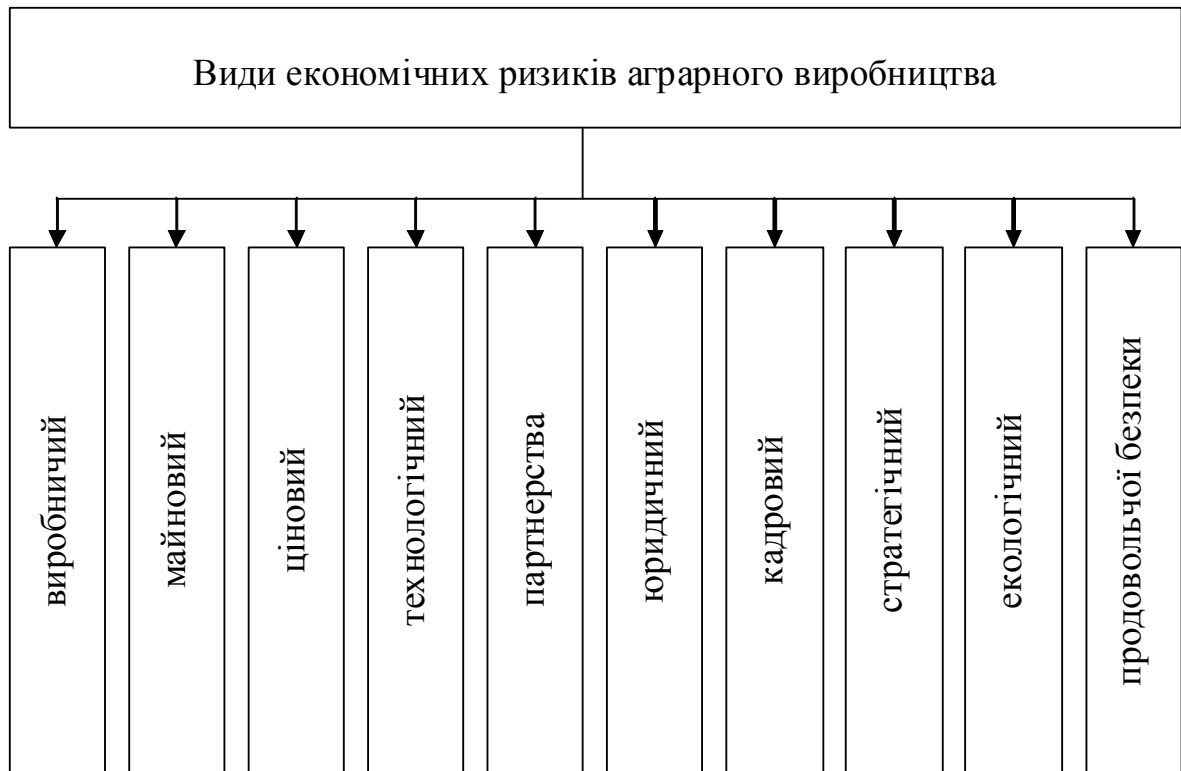 Види економічних ризиків аграрного виробництва
виробничий
майновий
ціновий
технологічний
партнерства
юридичний
кадровий
стратегічний
екологічний
продовольчої безпеки